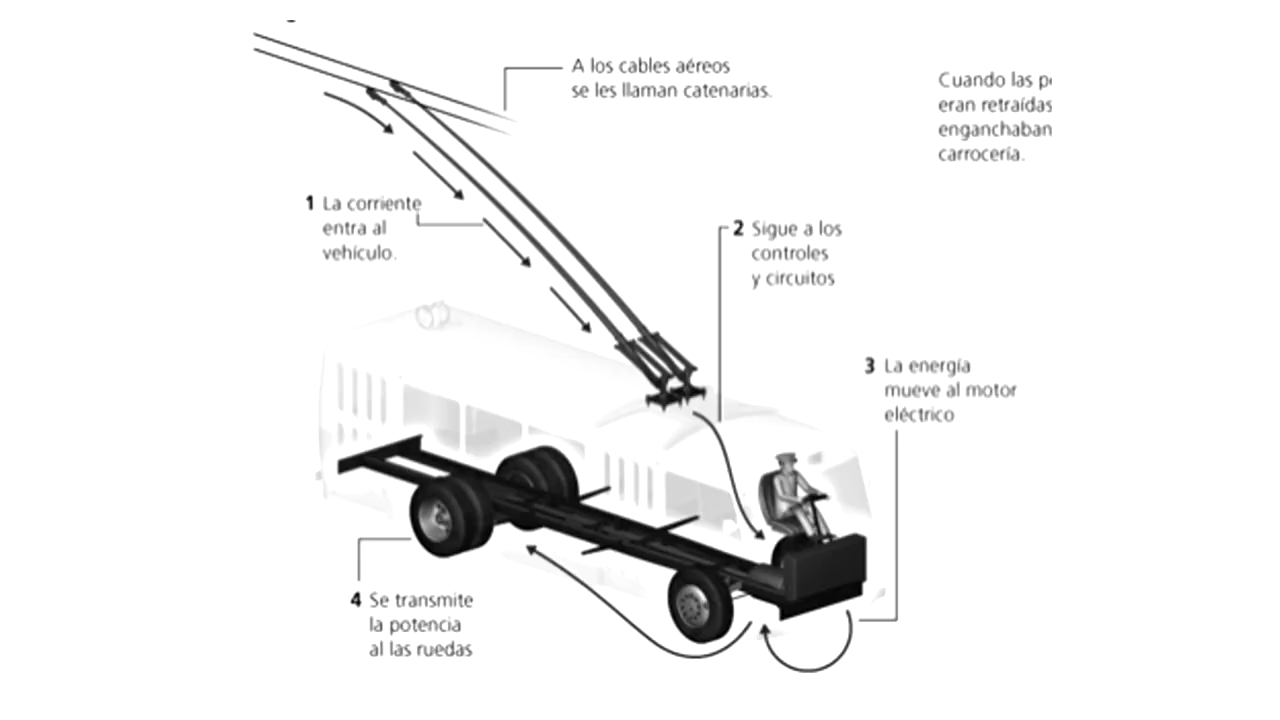 A los cables aéreos
se les llaman catenarias.
Cuando las
eran retraídas
enganchaban
carrocería.
1 La corriente
entra al
vehículo.
2 Sigue a los
controles
y circuitos
3 La energía
mueve al motor
eléctrico
4 Se transmite
la potencia
al las ruedas